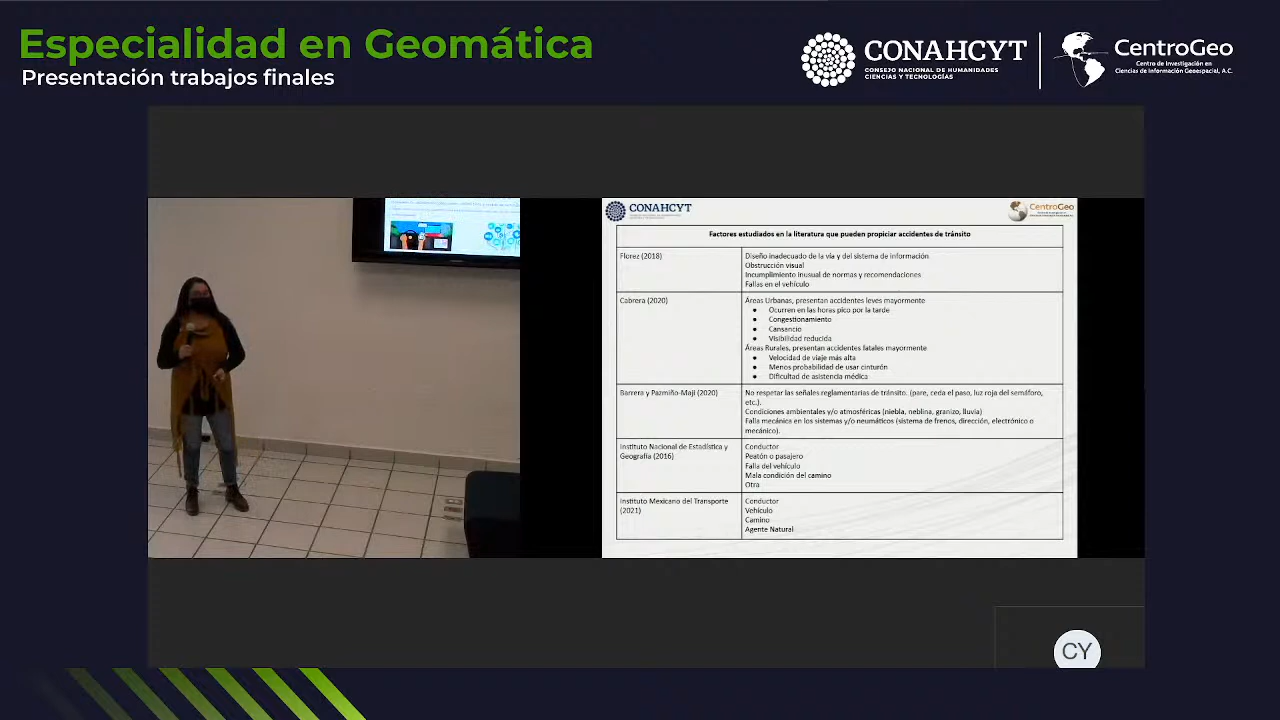 Especialidad en Geomática
Presentación trabajos finales
CONAHCYT
CONSEJO NACIONAL DE HUMANIDADES
CIENCIAS Y TECNOLOGÍAS
CentroGeo
Centro de Investigación en
Ciencias de Información Geoespacial, A.C.
CONAHCYT
CentroGeo
Factores estudiados en la literatura que pueden propiciar accidentes de tránsito
Florez (2018)
Diseño inadecuado de la vía y del sistema de información
Obstrucción visual
Incumplimiento inusual de normas y recomendaciones
Fallas en el vehículo
Cabrera (2020)
Áreas Urbanas, presentan accidentes leves mayormente
● Ocurren en las horas pico por la tarde
● Congestionamiento
● Cansancio
● Visibilidad reducida
Áreas Rurales, presentan accidentes fatales mayormente
● Velocidad de viaje más alta
● Menos probabilidad de usar cinturón
● Dificultad de asistencia médica
Barrera y Pazmiño-Maji (2020)
No respetar las señales reglamentarias de tránsito. (pare, ceda el paso, luz roja del semáforo,
etc.).
Condiciones ambientales y/o atmosféricas (niebla, neblina, granizo, lluvia)
Falla mecánica en los sistemas y/o neumáticos (sistema de frenos, dirección, electrónico o
mecánico).
Instituto Nacional de Estadística y
Geografía (2016)
Conductor
Peatón o pasajero
Falla del vehículo
Mala condición del camino
Otra
Instituto Mexicano del Transporte
(2021)
Conductor
Vehículo
Camino
Agente Natural
CY